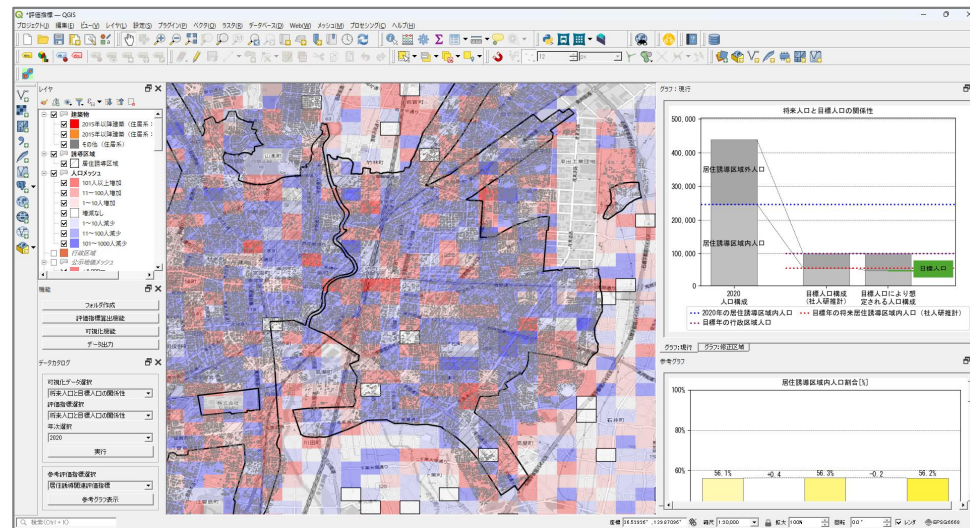 *評価指標 — QGIS
プロジェクト(J) 編集(E) ビュー(V) レイヤ(L) 設定(S) プラグイン(P) ベクタ(O) ラスタ(R) データベース(D) Web(W) メッシュ(M) プロセシング(C) ヘルプ(H)
12 px
レイヤ
建築物
2015年以降建築(住居系:
2015年以降建築(住居系:
その他(住居系)
誘導区域
居住誘導区域
人口メッシュ
101人以上増加
11~100人増加
1~10人増加
増減なし
1~10人減少
11~100人減少
101~1000人減少
行政区域
公示地価メッシュ
機能
フォルダ作成
評価指標算出機能
可視化機能
データ出力
データカタログ
可視化データ選択
将来人口と目標人口の関係性
評価指標選択
将来人口と目標人口の関係性
年次選択
2020
実行
参考評価指標選択
居住誘導関連評価指標
参考グラフ表示
竹林町
石井町
グラフ:現行
将来人口と目標人口の関係性
500,000
400,000
300,000
200,000
100,000
0
居住誘導区域外人口
居住誘導区域内人口
目標人口
2020
人口構成
目標人口構成
(社人研推計)
目標人口により想
定される人口構成
2020年の居住誘導区域内人口
目標年の将来居住誘導区域内人口(社人研推計)
目標年の行政区域人口
グラフ:現行 グラフ:修正区域
参考グラフ
居住誘導区域内人口割合[%]
100%
80%
60%
56.1% +0.4 56.3% -0.2 56.2%
検索(Ctrl + K)
座標 縮尺 1:30,000 拡大 100% 回転 0.0° レンダ EPSG:6668